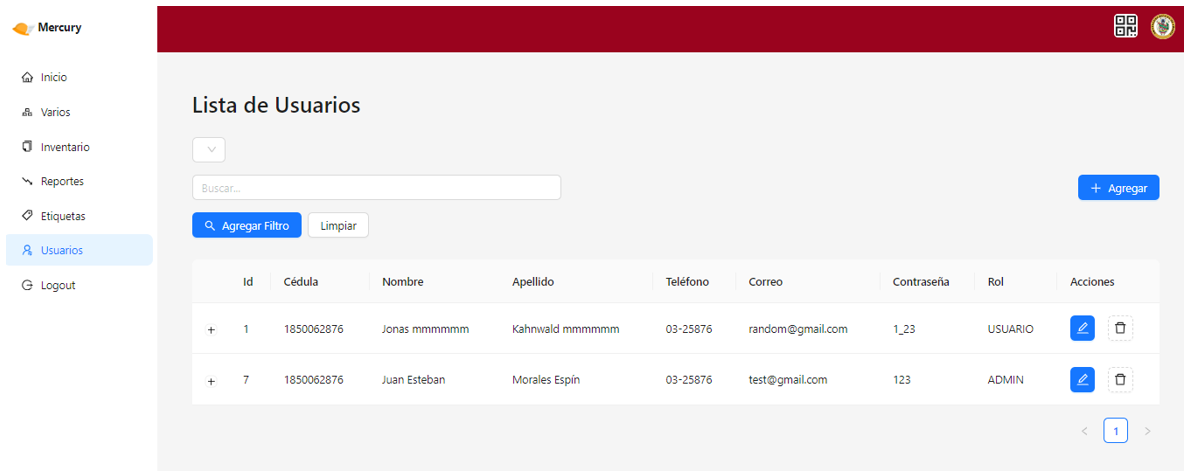 Mercury
Inicio
Varios
Inventario
Reportes
Etiquetas
Usuarios
Logout
Lista de Usuarios
Buscar...
+ Agregar
Agregar Filtro Limpiar
Id Cédula Nombre Apellido Teléfono Correo Contraseña Rol Acciones
+ 1 1850062876 Jonas mmmmmm Kahnwald mmmmmm 03-25876 random@gmail.com 1_23 USUARIO
+ 7 1850062876 Juan Esteban Morales Espín 03-25876 test@gmail.com 123 ADMIN
< 1 >